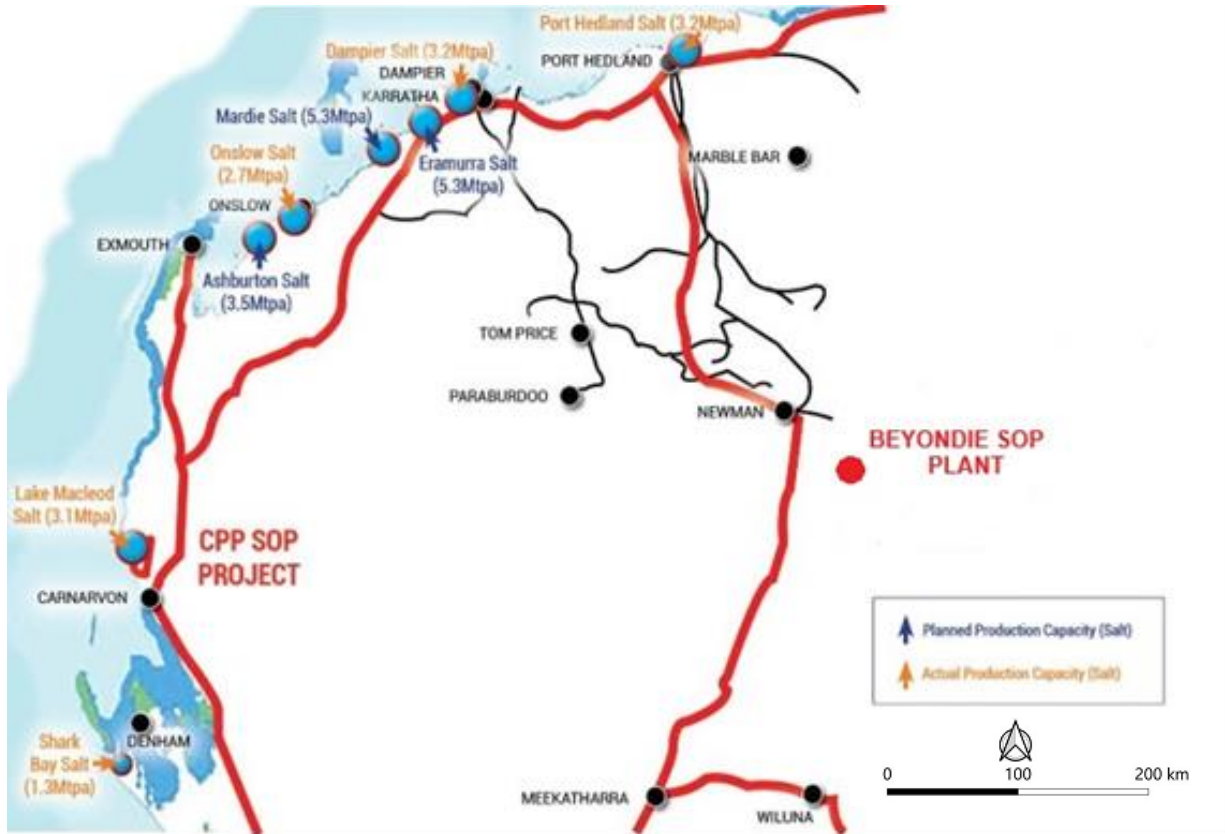 Port Hedland Salt (3.2Mtpa)
Dampier Salt (3.2Mtpa)
PORT HEDLAND
DAMPIER
KARRATHA
Mardie Salt (5.3Mtpa)
Onslow Salt
(2.7Mtpa)
Eramurra Salt
(5.3Mtpa)
MARBLE BAR
ONSLOW
EXMOUTH
Ashburton Salt
(3.5Mtpa)
TOM PRICE
PARABURDOO
NEWMAN
BEYONDIE SOP
PLANT
Lake Macleod
Salt (3.1Mtpa)
CPP SOP
PROJECT
CARNARVON
Planned Production Capacity (Salt)
Actual Production Capacity (Salt)
DENHAM
Shark
Bay Salt
(1.3Mtpa)
0 100 200 km
MEEKATHARRA
WILUNA